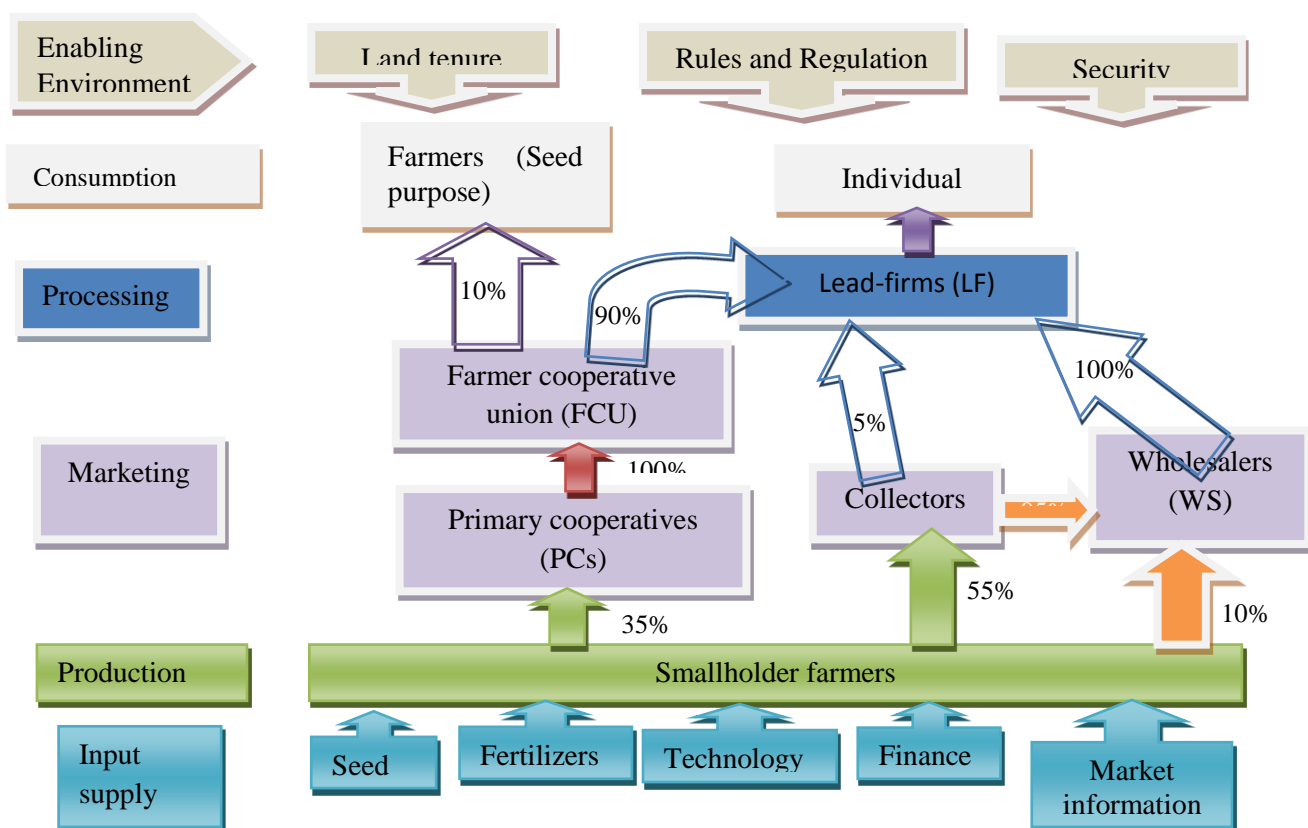 Enabling
Environment
Land tenure
Rules and Regulation
Security
Consumption
Farmers (Seed
purpose)
Individual
Processing
10%
90%
Lead-firms (LF)
100%
Farmer cooperative
union (FCU)
5%
Marketing
100%
Wholesalers
(WS)
Collectors
Primary cooperatives
(PCs)
55%
35%
10%
Production
Smallholder farmers
Input
supply
Seed
Fertilizers
Technology
Finance
Market
information